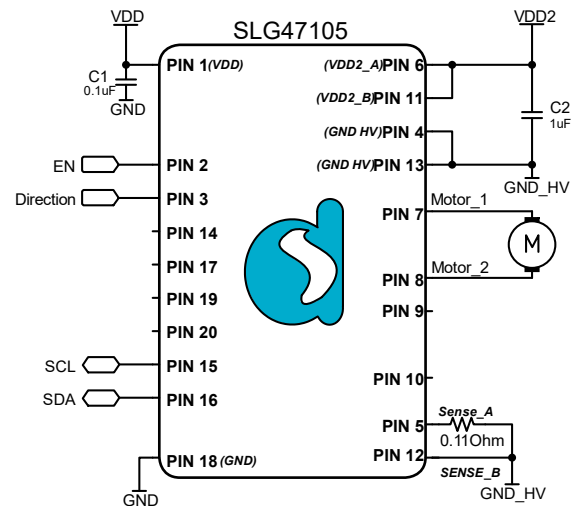 SLG47105
VDD
C1
0.1uF
GND
PIN 1(VDD)
EN
PIN 2
Direction
PIN 3
PIN 14
PIN 17
PIN 19
PIN 20
SCL
PIN 15
SDA
PIN 16
PIN 18(GND)
GND
VDD2
(VDD2_A)PIN 6
(VDD2_B)PIN 11
(GND HV)PIN 4
(GND HV)PIN 13
C2
1uF
GND_HV
PIN 7
Motor_1
M
PIN 8
Motor_2
PIN 9
PIN 10
PIN 5
Sense_A
0.11Ohm
PIN 12
SENSE_B
GND_HV